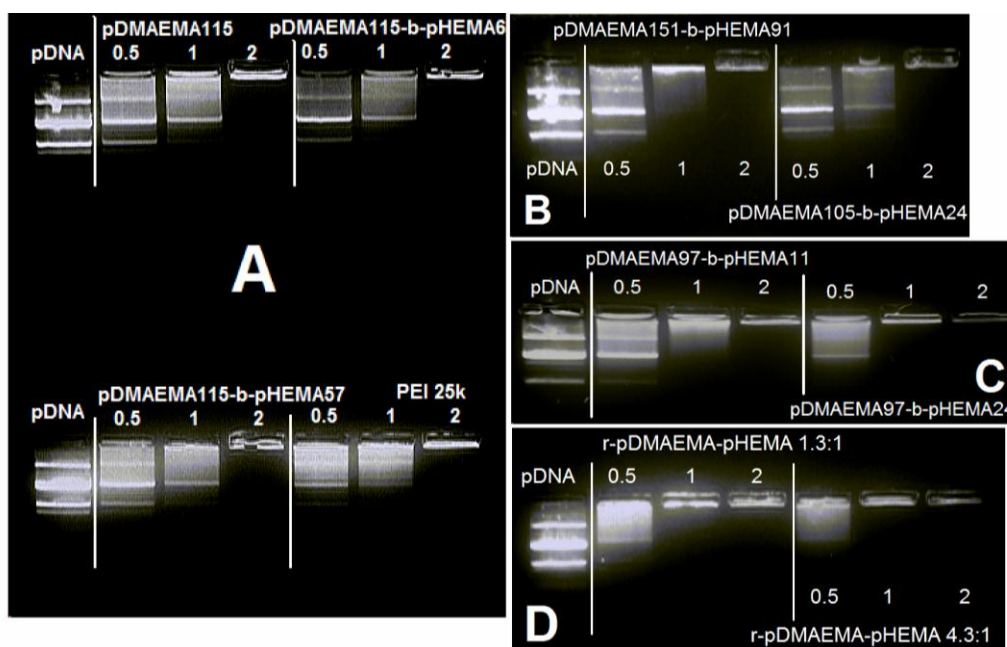 pDMAEMA115 pDMAEMA115-b-pHEMA6
pDNA 0.5 1 2 0.5 1 2
A
pDMAEMA115-b-pHEMA57 PEI 25k
pDNA 0.5 1 2 0.5 1 2
pDMAEMA151-b-pHEMA91
pDNA 0.5 1 2 0.5 1 2
B pDMAEMA105-b-pHEMA24
pDMAEMA97-b-pHEMA11
pDNA 0.5 1 2 0.5 1 2
C
pDMAEMA97-b-pHEMA24
r-pDMAEMA-pHEMA 1.3:1
pDNA 0.5 1 2
0.5 1 2
D r-pDMAEMA-pHEMA 4.3:1